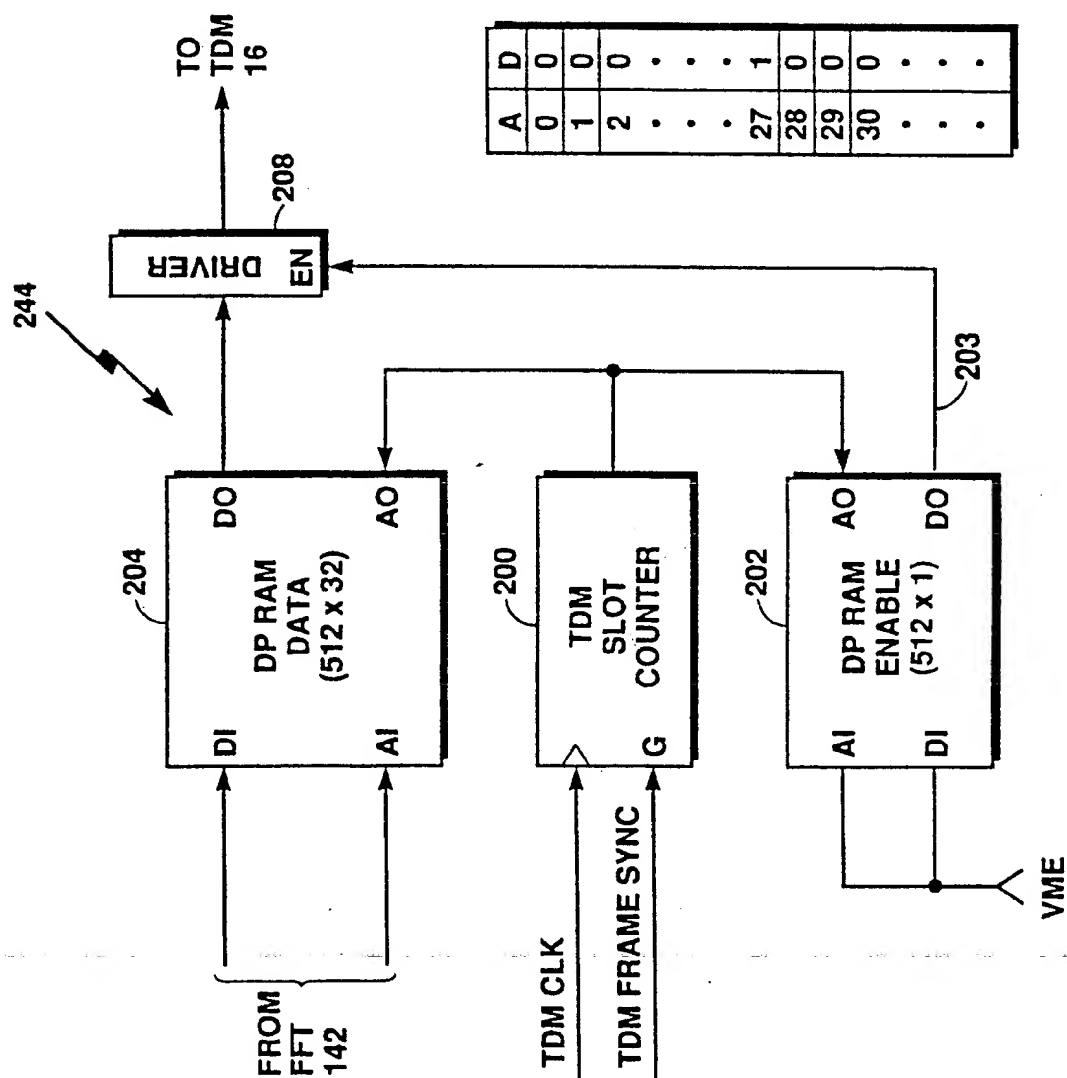 244
FROM
FFT
142
DI
AI
DP RAM
DATA
(512 x 32)
DO
AO
204
DRIVER
EN
208
TO
TDM
16
TDM CLK
TDM FRAME SYNC
G
TDM
SLOT
COUNTER
200
AI
DI
DP RAM
ENABLE
(512 x 1)
AO
DO
202
203
VME
A D
0 0
1 0
2 0
• •
• •
• •
27 1
28 0
29 0
30 0
• •
• •
• •